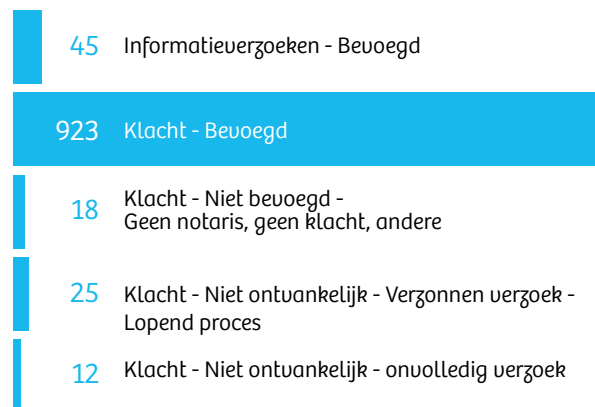 45 Informatieverzoeken - Bevoegd
923 Klacht - Bevoegd
18 Klacht - Niet bevoegd -
Geen notaris, geen klacht, andere
25 Klacht - Niet ontvankelijk - Verzonnen verzoek -
Lopend proces
12 Klacht - Niet ontvankelijk - onvolledig verzoek